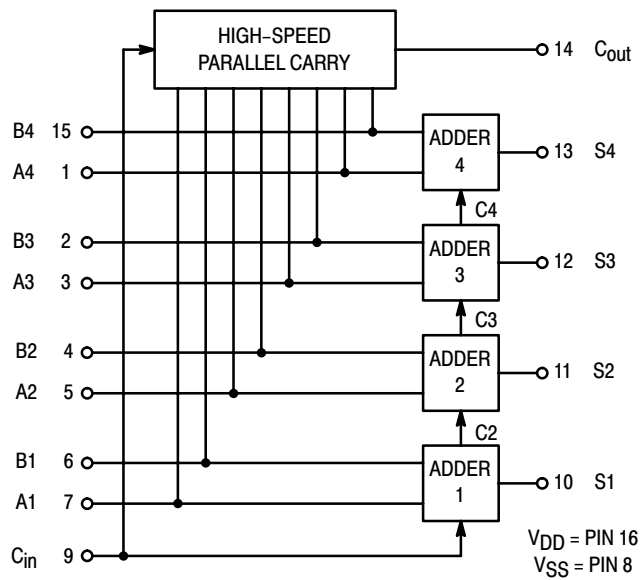 HIGH–SPEED
PARALLEL CARRY
14 Cout
B4 15
ADDER
4
13 S4
A4 1
C4
B3 2
ADDER
3
12 S3
A3 3
C3
B2 4
ADDER
2
11 S2
A2 5
C2
B1 6
ADDER
1
10 S1
A1 7
Cin 9
VDD = PIN 16
VSS = PIN 8